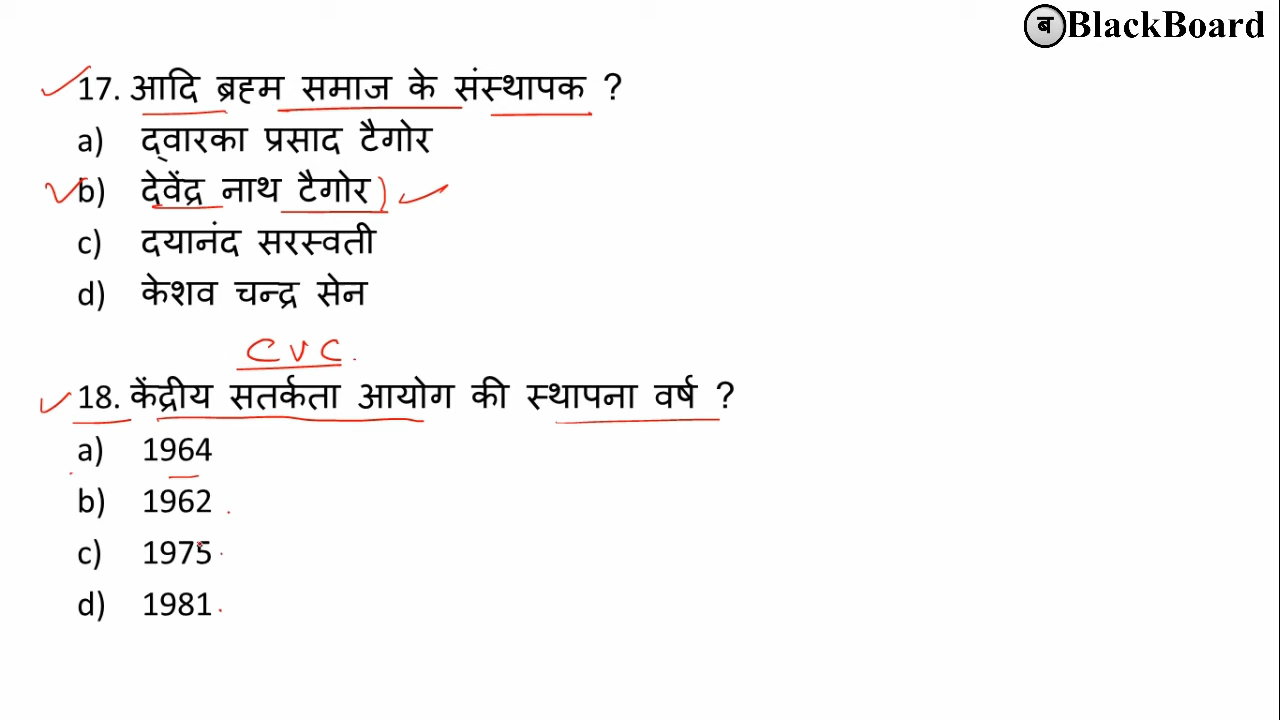 ब BlackBoard
17. आदि ब्रह्म समाज के संस्थापक ?
a) द्वारका प्रसाद टैगोर
b) देवेंद्र नाथ टैगोर
c) दयानंद सरस्वती
d) केशव चन्द्र सेन
CVC.
18. केंद्रीय सतर्कता आयोग की स्थापना वर्ष ?
a) 1964
b) 1962
c) 1975
d) 1981